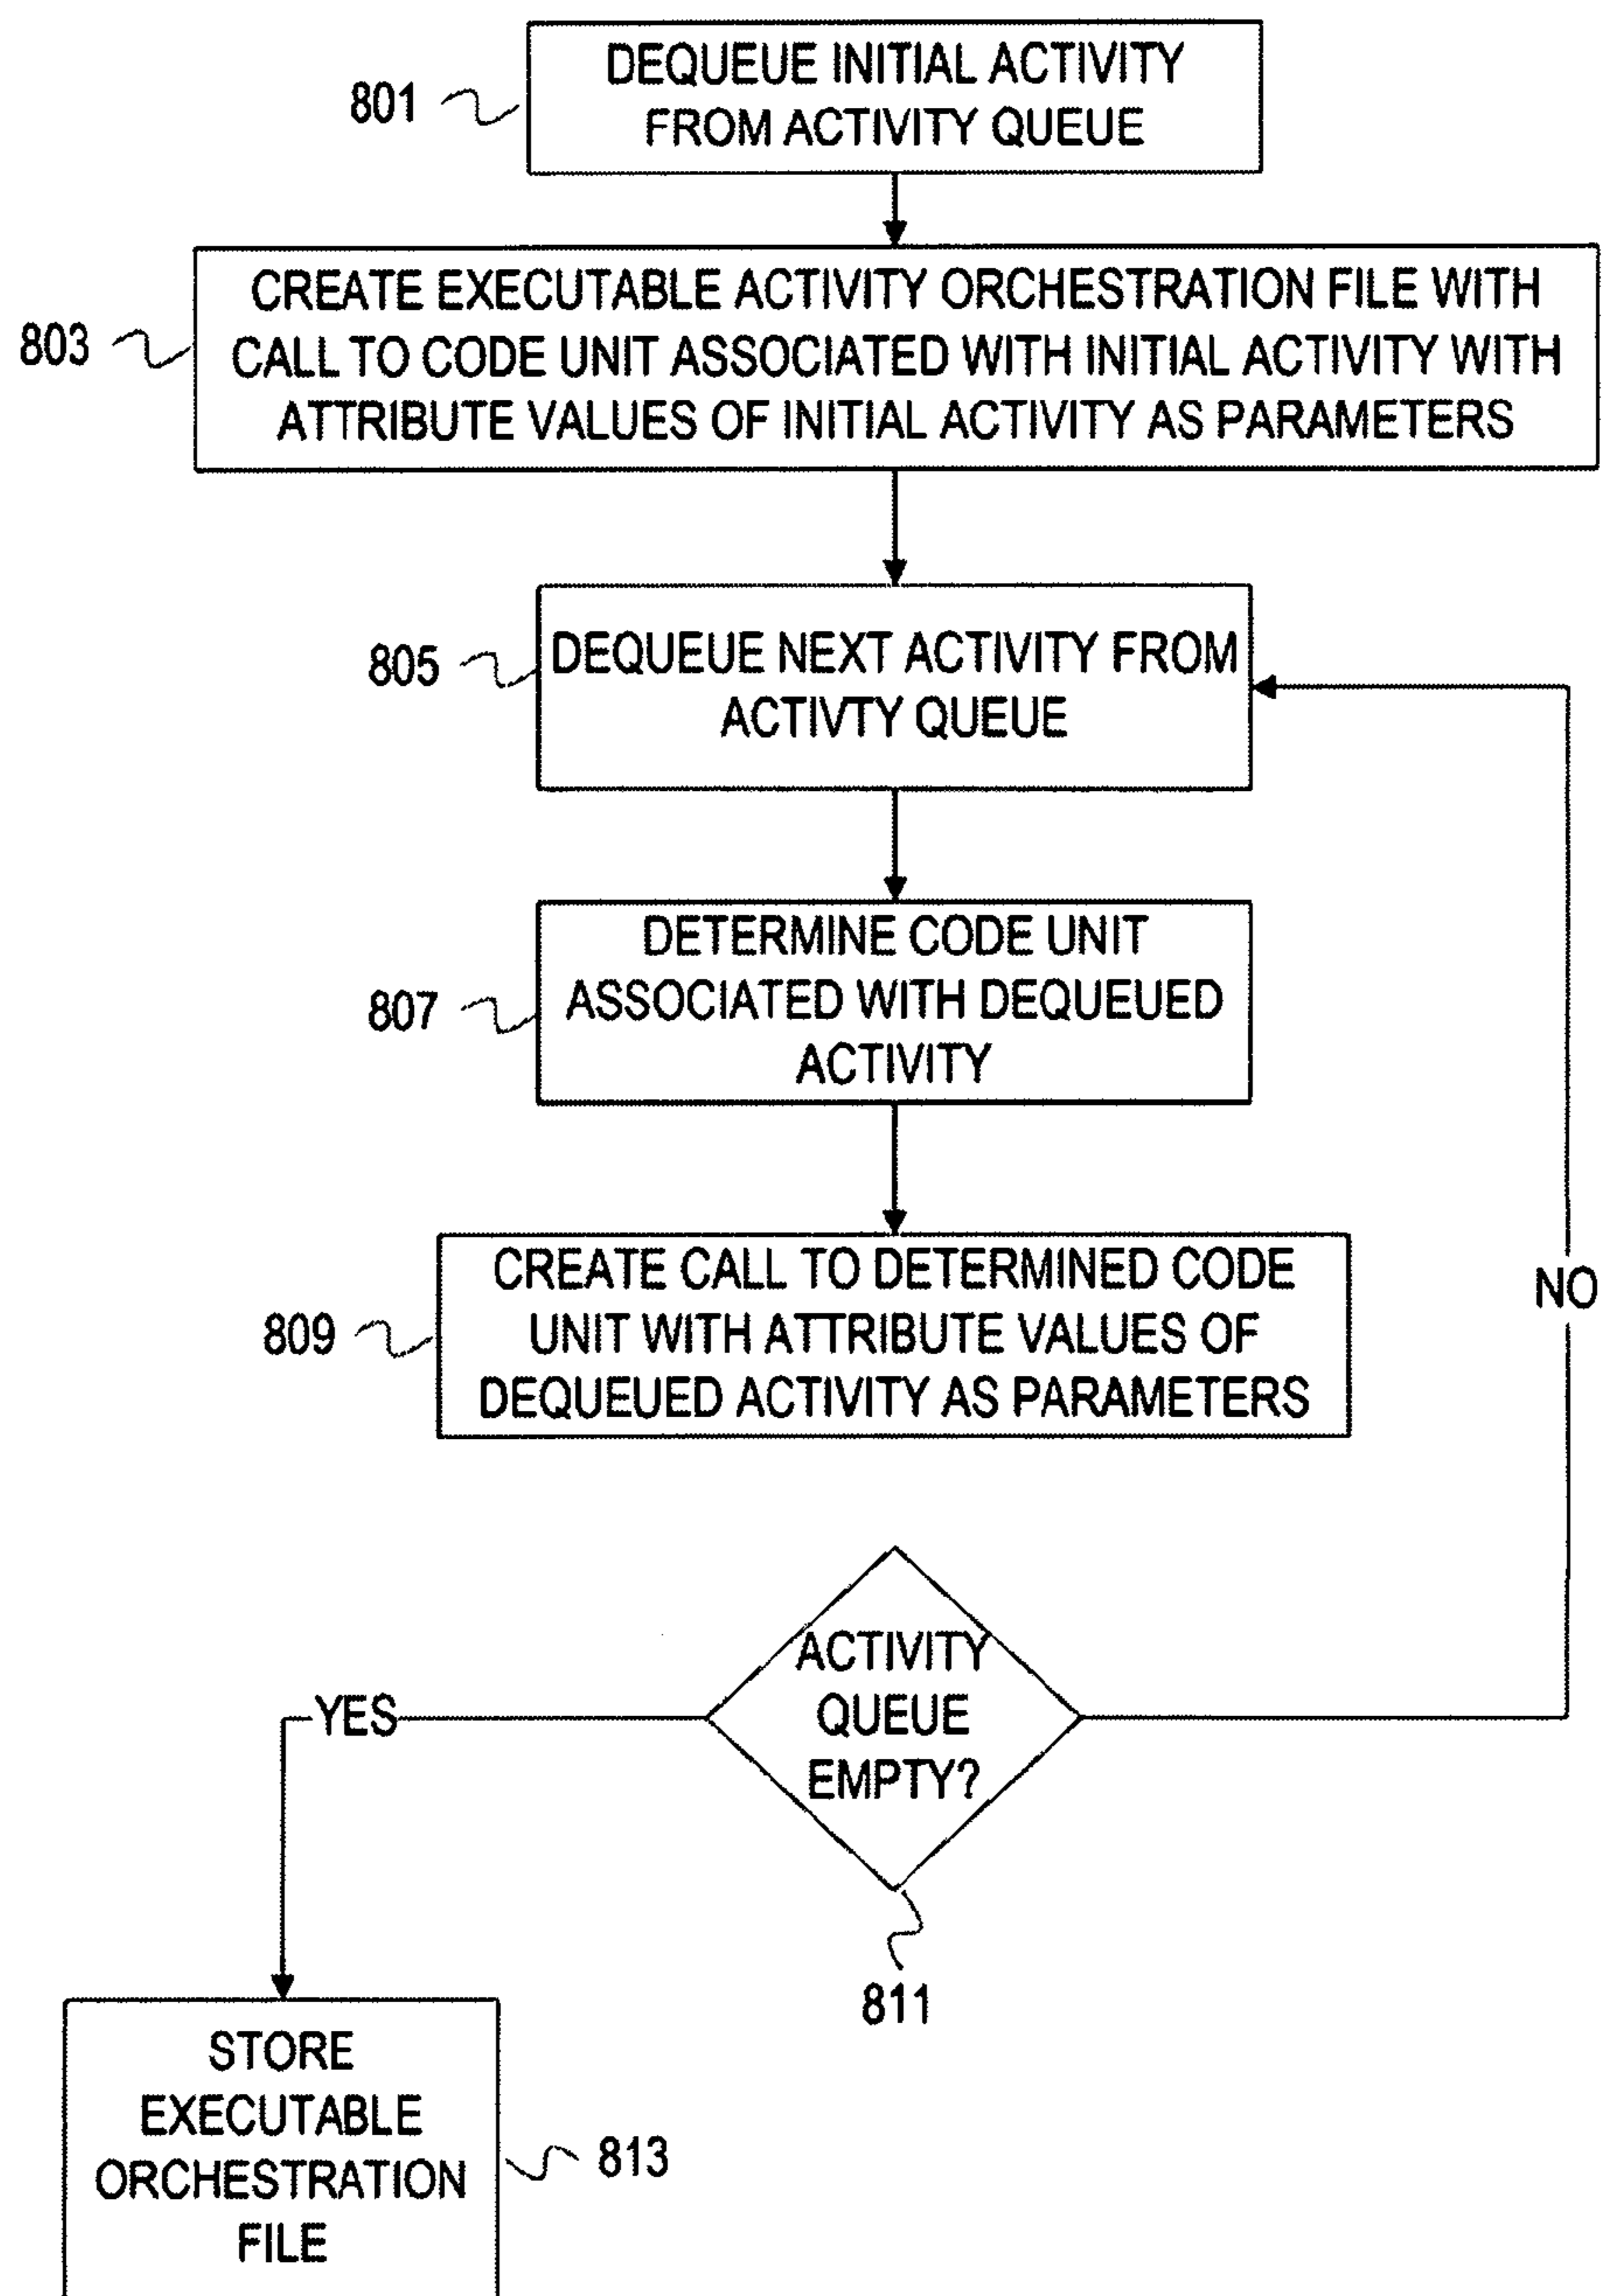 DEQUEUE INITIAL ACTIVITY
FROM ACTIVITY QUEUE
801
CREATE EXECUTABLE ACTIVITY ORCHESTRATION FILE WITH
CALL TO CODE UNIT ASSOCIATED WITH INITIAL ACTIVITY WITH
ATTRIBUTE VALUES OF INITIAL ACTIVITY AS PARAMETERS
803
DEQUEUE NEXT ACTIVITY FROM
ACTIVTY QUEUE
805
DETERMINE CODE UNIT
ASSOCIATED WITH DEQUEUED
ACTIVITY
807
CREATE CALL TO DETERMINED CODE
UNIT WITH ATTRIBUTE VALUES OF
DEQUEUED ACTIVITY AS PARAMETERS
809
NO
ACTIVITY
QUEUE
EMPTY?
YES
811
STORE
EXECUTABLE
ORCHESTRATION
FILE
813